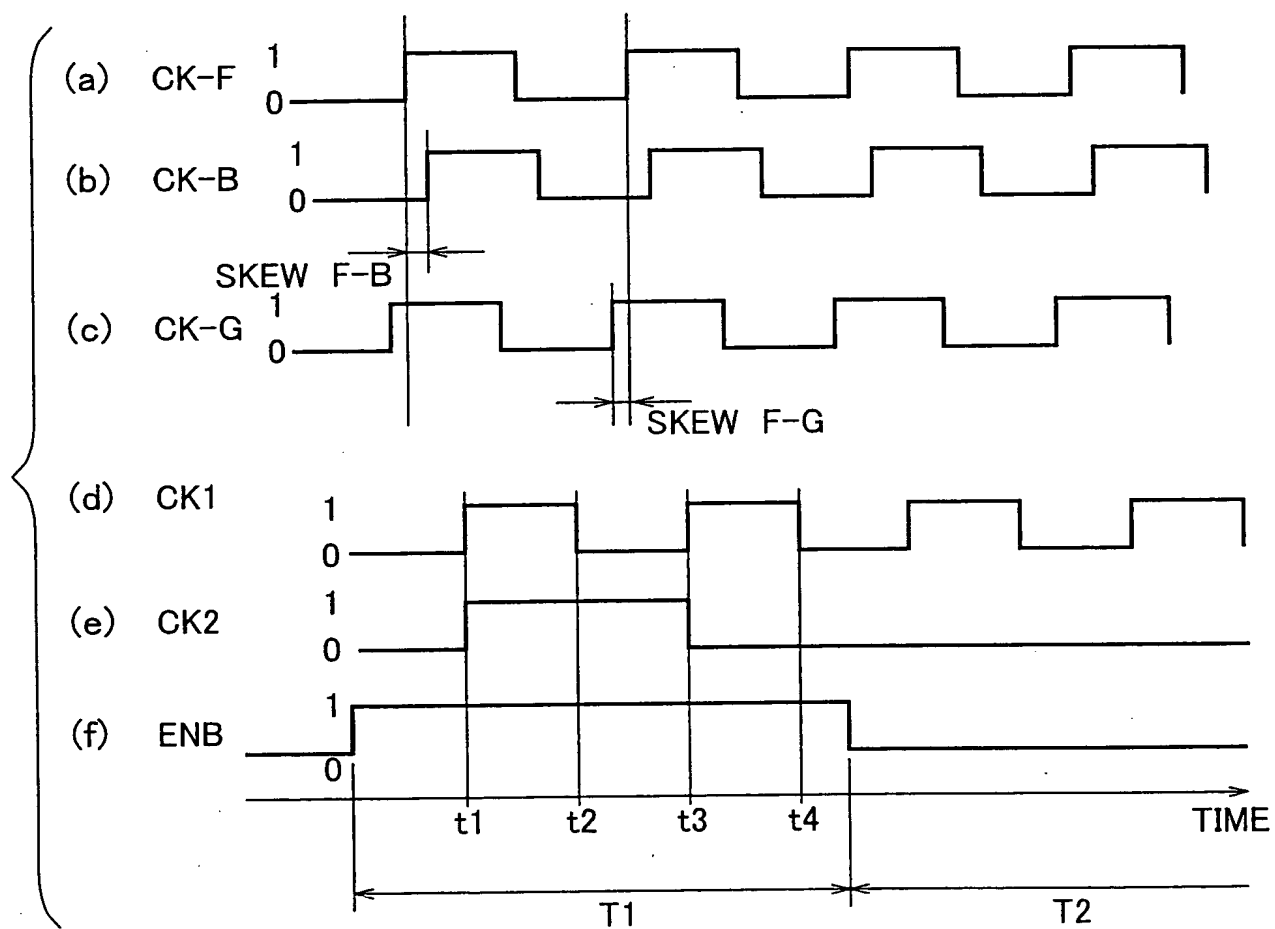 (a) CK-F 1
0
(b) CK-B 1
0
SKEW F-B
(c) CK-G 1
0
SKEW F-G
(d) CK1 1
0
(e) CK2 1
0
(f) ENB 1
0
t1 t2 t3 t4 TIME
T1 T2